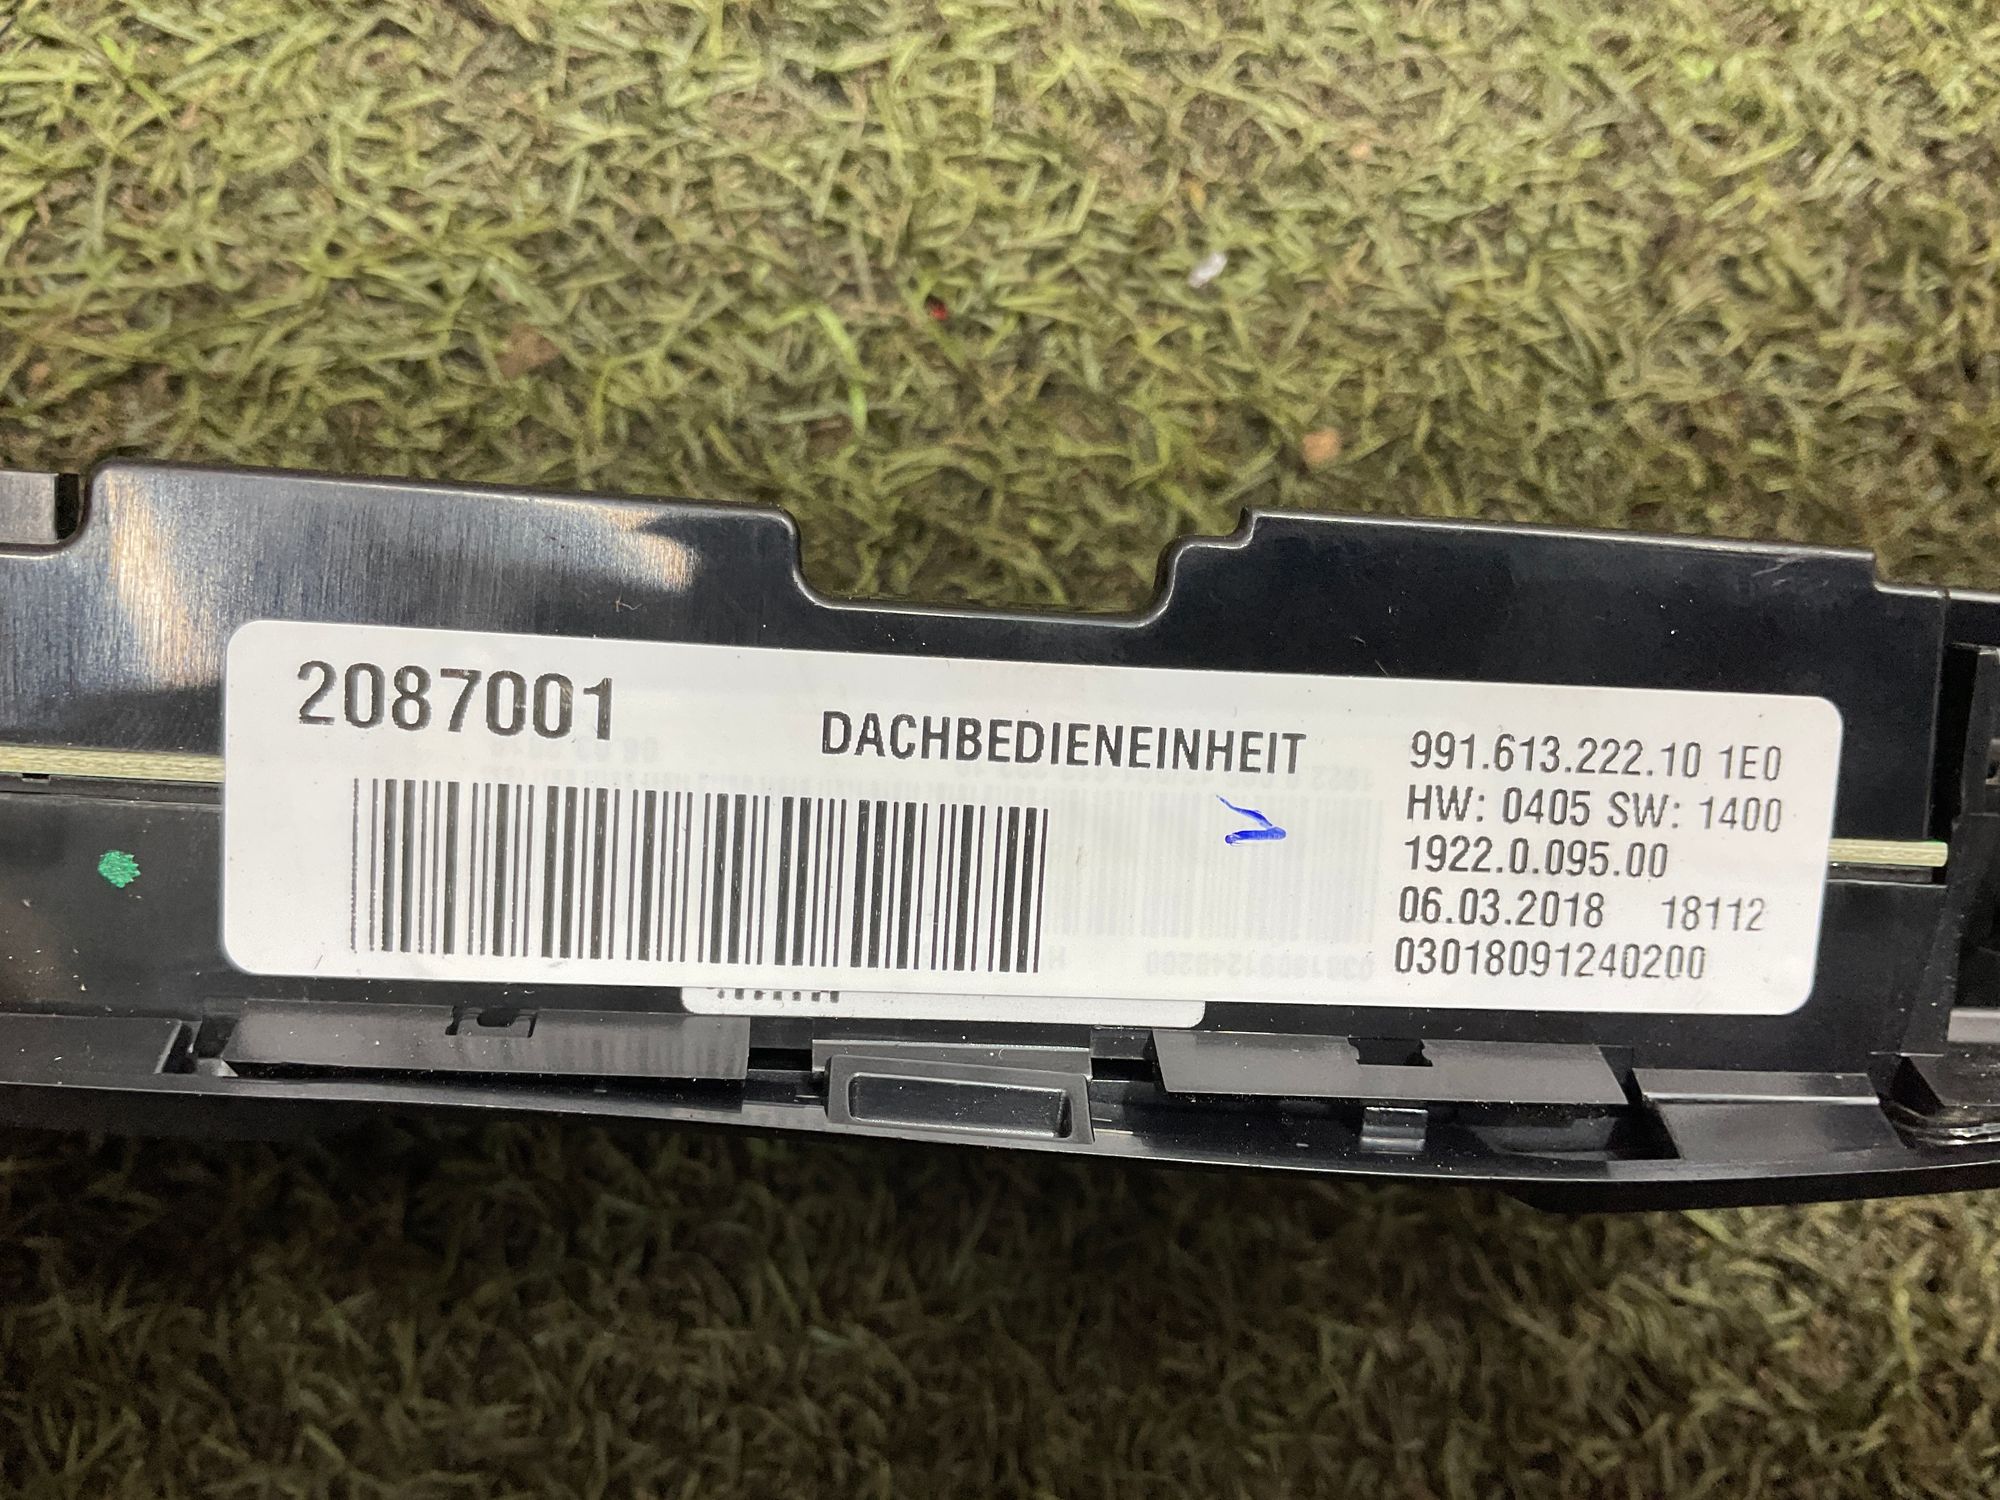 2087001
DACHBEDIENEINHEIT
991.613.222.10 1E0
HW: 0405 SW: 1400
1922.0.095.00
06.03.2018 18112
03018091240200